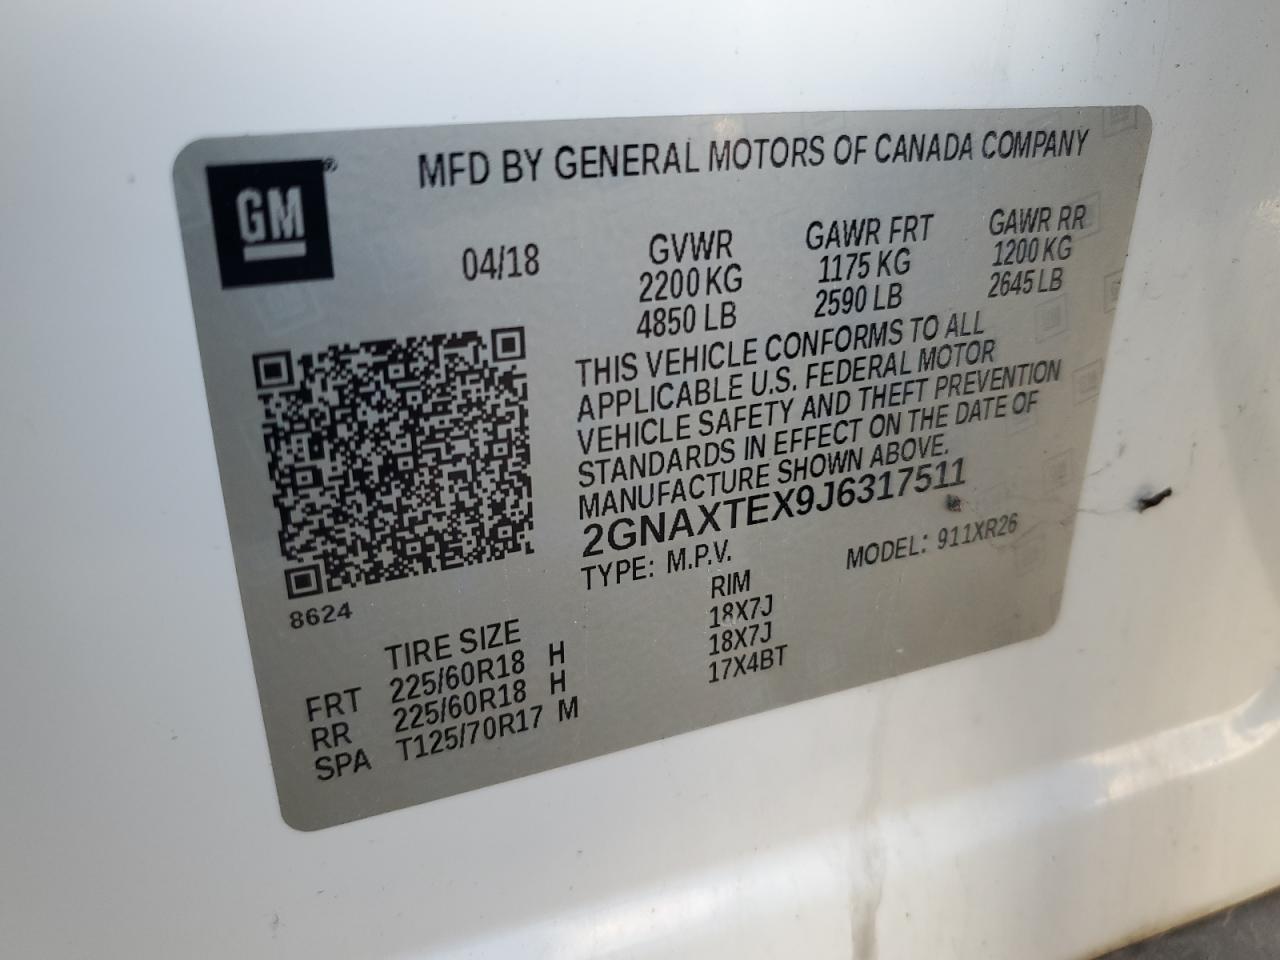 GM®
MFD BY GENERAL MOTORS OF CANADA COMPANY
04/18
GVWR
2200 KG
4850 LB
GAWR FRT
1175 KG
2590 LB
GAWR RR
1200 KG
2645 LB
THIS VEHICLE CONFORMS TO ALL
APPLICABLE U.S. FEDERAL MOTOR
VEHICLE SAFETY AND THEFT PREVENTION
STANDARDS IN EFFECT ON THE DATE OF
MANUFACTURE SHOWN ABOVE.
2GNAXTEX9J6317511
TYPE: M.P.V.
MODEL: 911XR26
8624
TIRE SIZE RIM
FRT 225/60R18 H 18X7J
RR 225/60R18 H 18X7J
SPA T125/70R17 M 17X4BT